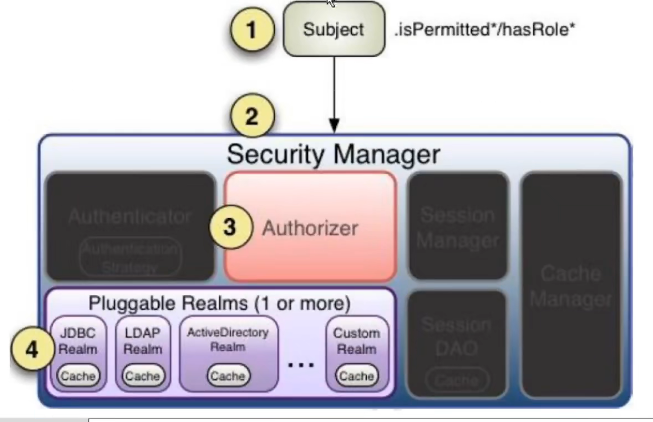 1
Subject
.isPermitted*/hasRole*
2
Security Manager
Authenticator
Authentication
Strategy
3
Authorizer
Session
Manager
Cache
Manager
Pluggable Realms (1 or more)
4
JDBC
Realm
Cache
LDAP
Realm
Cache
ActiveDirectory
Realm
Cache
...
Custom
Realm
Cache
Session
DAO
Cache